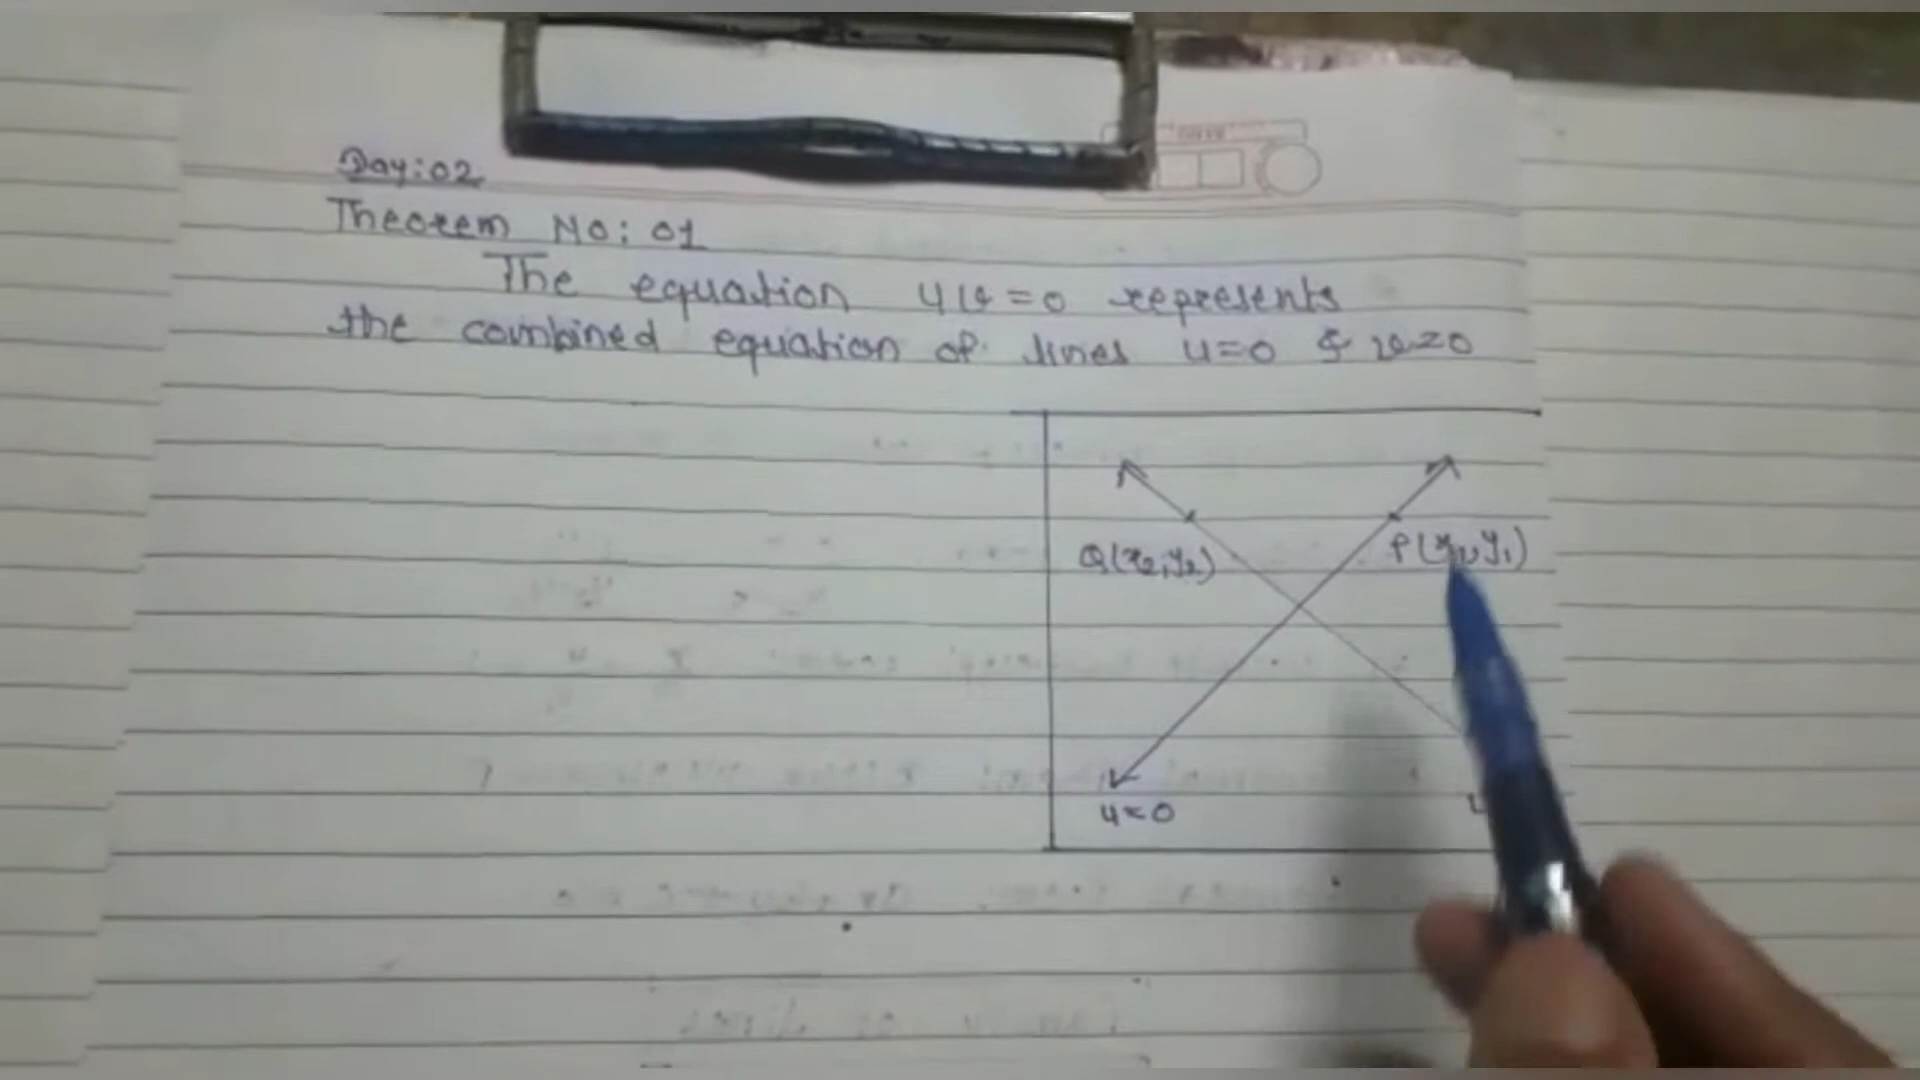 Day:02
Theorem No: 01
The equation uv=0 represents
the combined equation of lines u=0 & v=0
Q(x₂,y₂)
P(x₁,y₁)
u=0